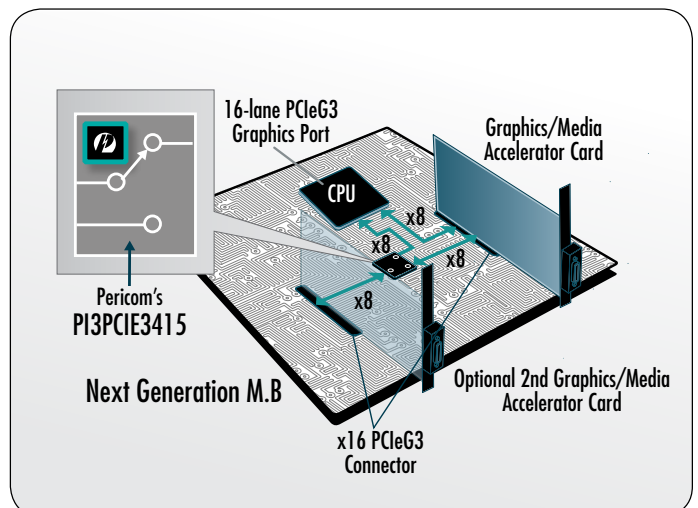 16-lane PCIeG3
Graphics Port
Graphics/Media
Accelerator Card
CPU
x8
x8
x8
x8
Pericom's
PI3PCIE3415
Next Generation M.B
Optional 2nd Graphics/Media
Accelerator Card
x16 PCIeG3
Connector